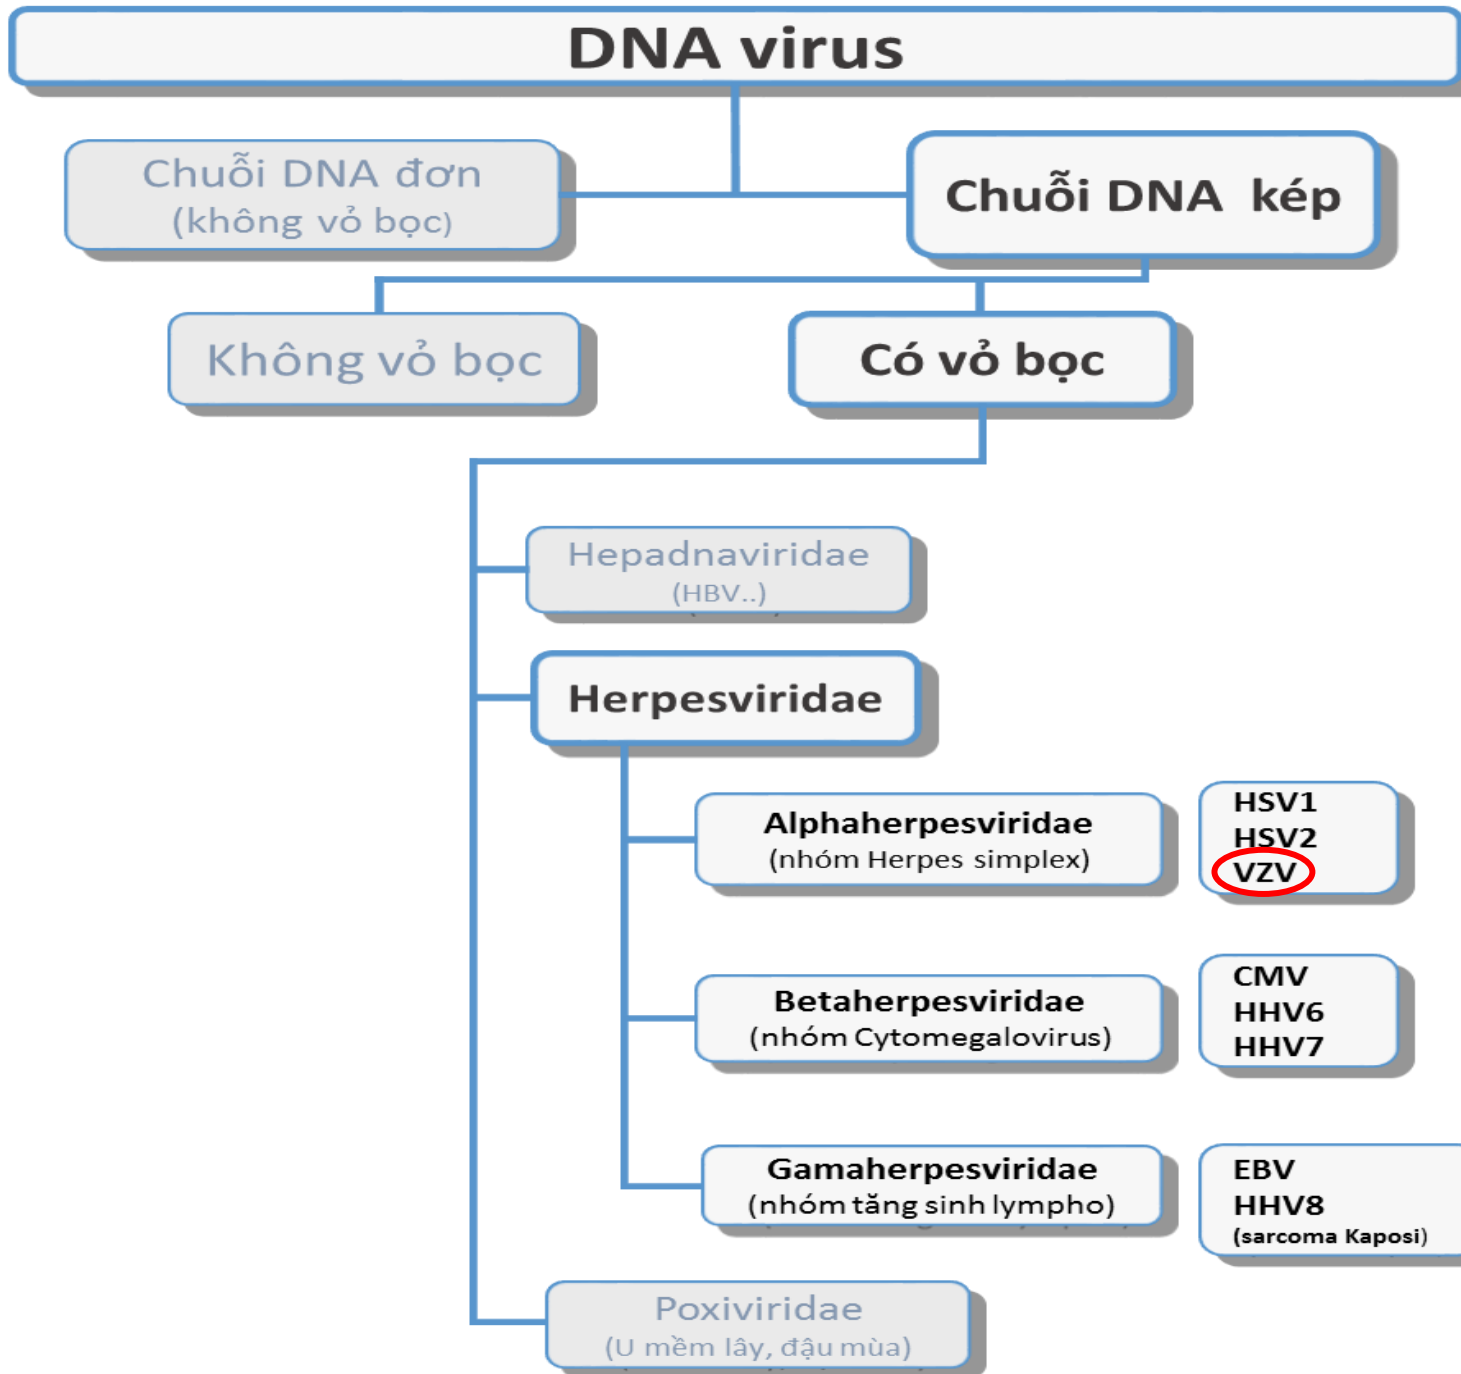 DNA virus
Chuỗi DNA đơn
(không vỏ bọc)
Chuỗi DNA kép
Không vỏ bọc
Có vỏ bọc
Hepadnaviridae
(HBV..)
Herpesviridae
Alphaherpesviridae
(nhóm Herpes simplex)
HSV1
HSV2
VZV
Betaherpesviridae
(nhóm Cytomegalovirus)
CMV
HHV6
HHV7
Gamaherpesviridae
(nhóm tăng sinh lympho)
EBV
HHV8
(sarcoma Kaposi)
Poxiviridae
(U mềm lây, đậu mùa)